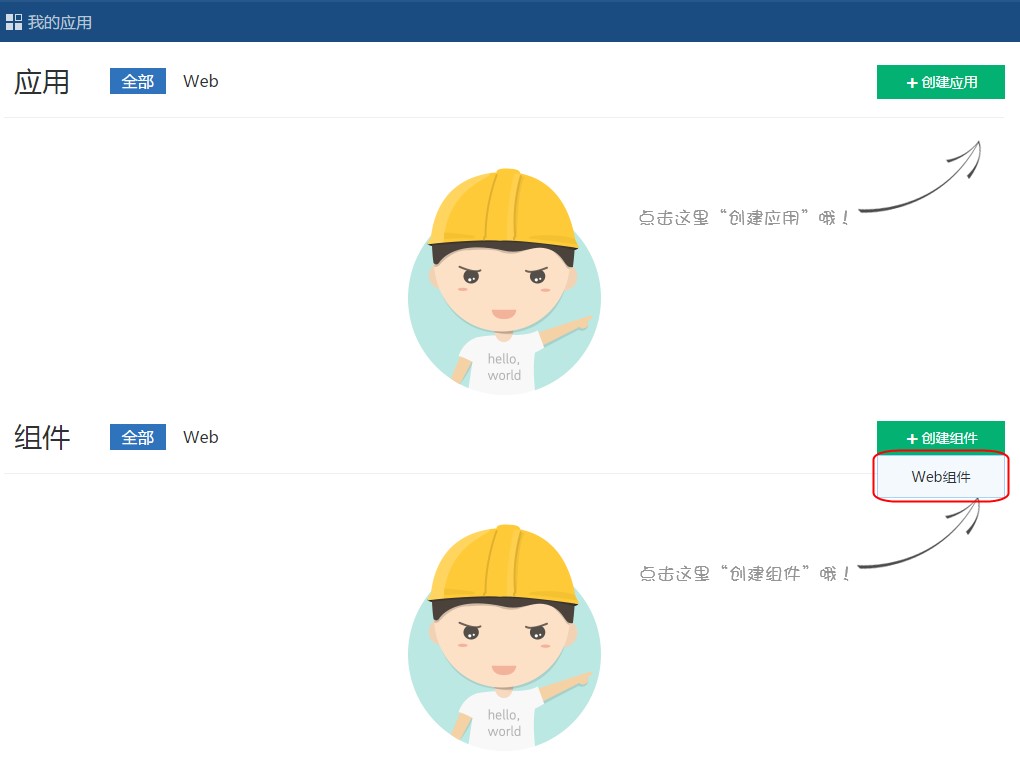 我的应用
应用 全部 Web +创建应用
点击这里“创建应用”哦!
hello,
world
组件 全部 Web +创建组件
Web组件
点击这里“创建组件”哦!
hello,
world